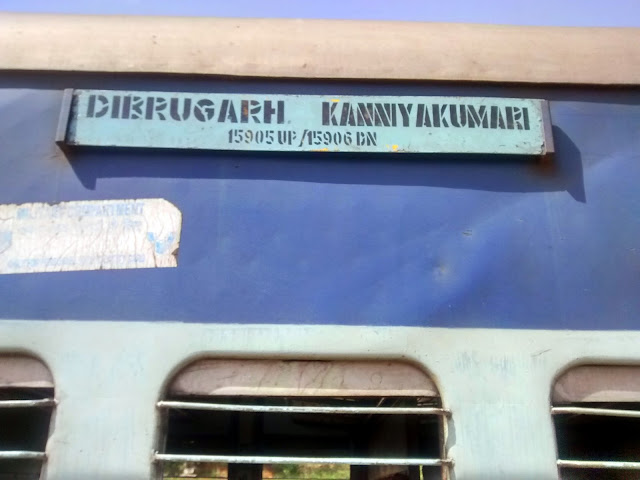 DIBRUGARH. KANNIYAKUMARI
15905 UP/15906 DN